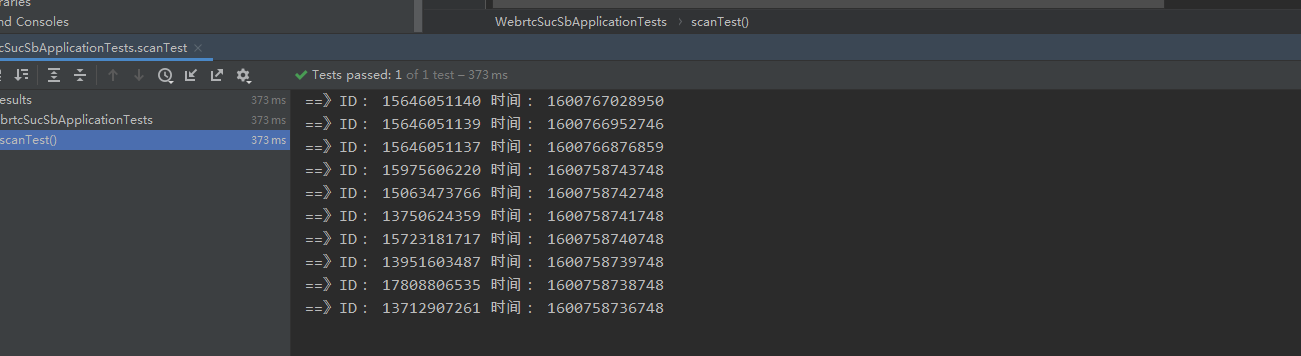 raries
nd Consoles
WebrtcSucSbApplicationTests › scanTest()
cSucSbApplicationTests.scanTest ×
Tests passed: 1 of 1 test – 373 ms
esults 373 ms
brtcSucSbApplicationTests 373 ms
scanTest() 373 ms
==》ID： 15646051140 时间： 1600767028950
==》ID： 15646051139 时间： 1600766952746
==》ID： 15646051137 时间： 1600766876859
==》ID： 15975606220 时间： 1600758743748
==》ID： 15063473766 时间： 1600758742748
==》ID： 13750624359 时间： 1600758741748
==》ID： 15723181717 时间： 1600758740748
==》ID： 13951603487 时间： 1600758739748
==》ID： 17808806535 时间： 1600758738748
==》ID： 13712907261 时间： 1600758736748